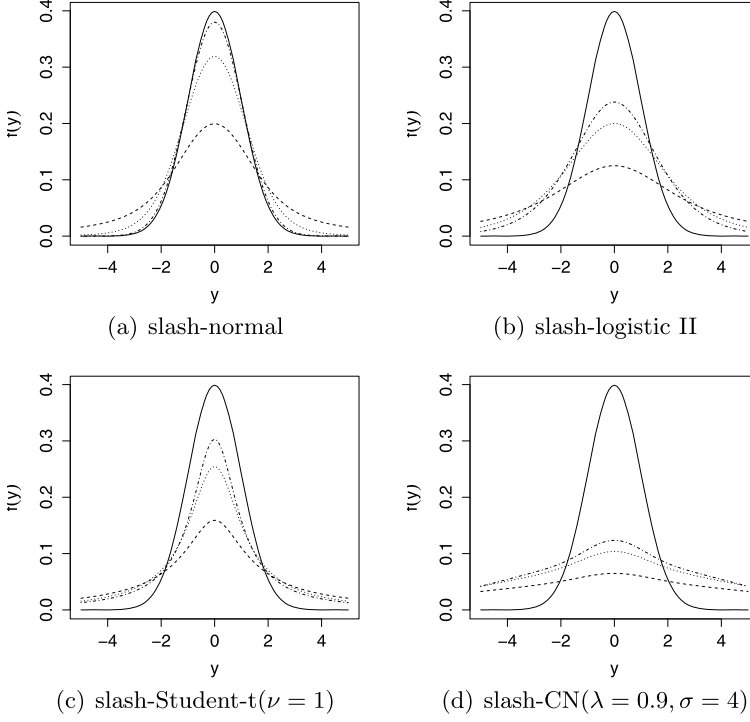 0.4 0.4
0.3 0.3
f(y) f(y)
0.2 0.2
0.1 0.1
0.0 0.0
−4 −2 0 2 4 −4 −2 0 2 4
y y
(a) slash-normal (b) slash-logistic II
0.4 0.4
0.3 0.3
f(y) f(y)
0.2 0.2
0.1 0.1
0.0 0.0
−4 −2 0 2 4 −4 −2 0 2 4
y y
(c) slash-Student-t(ν = 1) (d) slash-CN(λ = 0.9, σ = 4)